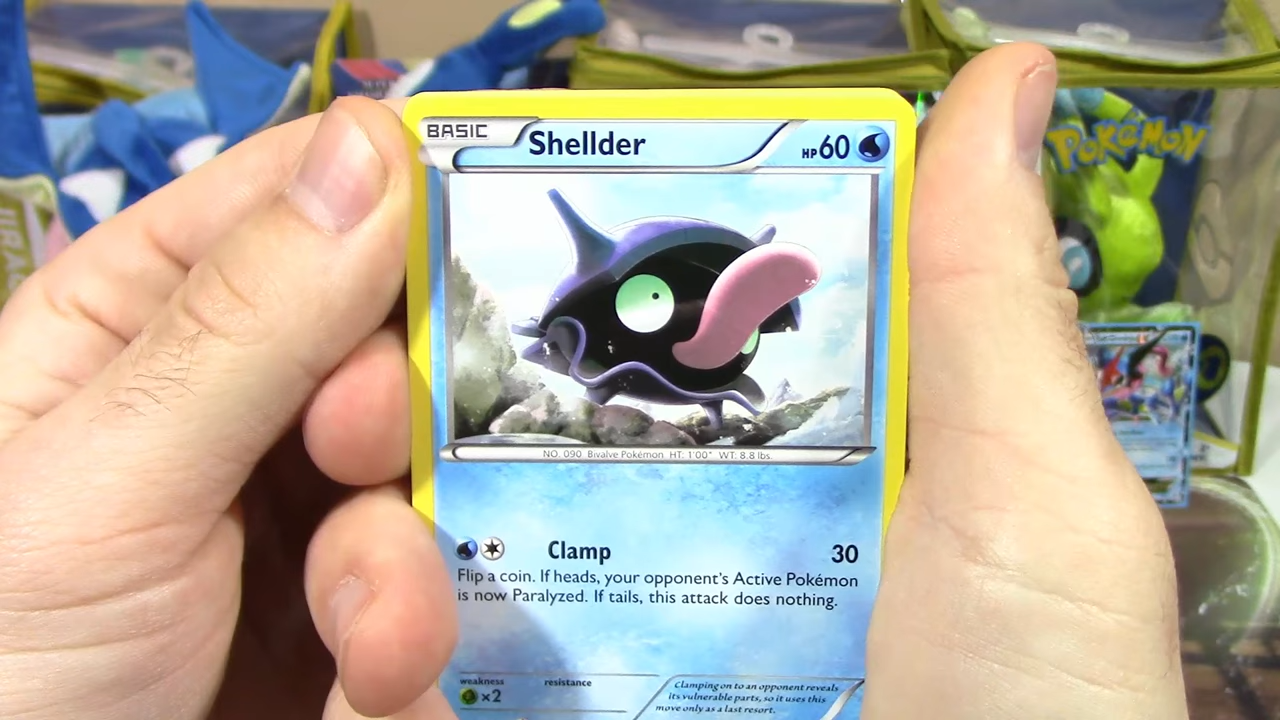 BASIC
Shellder
HP60
NO. 090 Bivalve Pokémon. HT: 1'00" WT: 8.8 lbs.
Clamp 30
Flip a coin. If heads, your opponent's Active Pokémon
is now Paralyzed. If tails, this attack does nothing.
weakness resistance
×2
Clamping on to an opponent reveals
its vulnerable parts, so it uses this
move only as a last resort.
POKÉMON